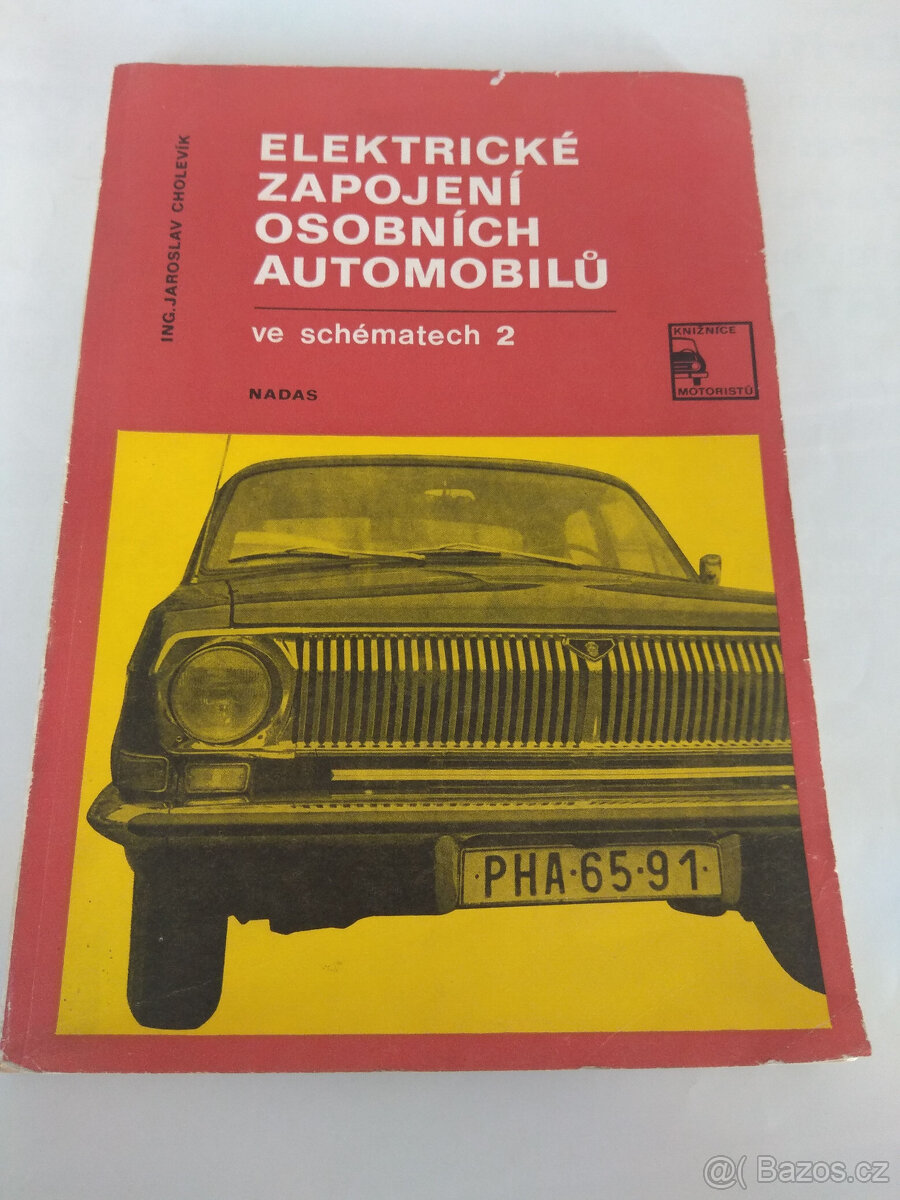 ING. JAROSLAV CHOLEVÍK
ELEKTRICKÉ
ZAPOJENÍ
OSOBNÍCH
AUTOMOBILŮ
ve schématech 2
NADAS
KNIŽNICE
MOTORISTŮ
PHA·65·91
@( Bazos.cz